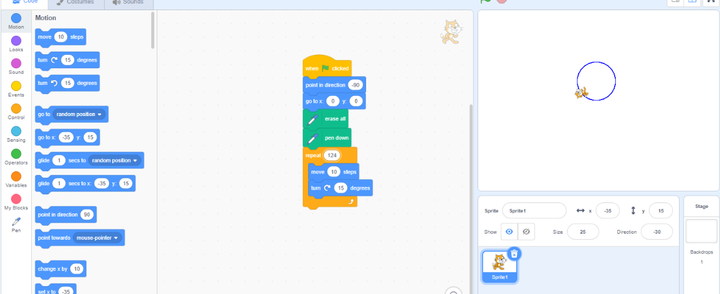 Code
Costumes
Sounds
Motion
Motion
Looks
Sound
Events
Control
Sensing
Operators
Variables
My Blocks
Pen
move 10 steps
turn 15 degrees
turn 15 degrees
go to random position
go to x: -35 y: 15
glide 1 secs to random position
glide 1 secs to x: -35 y: 15
point in direction 90
point towards mouse-pointer
change x by 10
set x to -35
when clicked
point in direction -90
go to x: 0 y: 0
erase all
pen down
repeat 124
move 10 steps
turn 15 degrees
Sprite Sprite1 x -35 y 15
Show Size 25 Direction -30
Sprite1
Stage
Backdrops
1